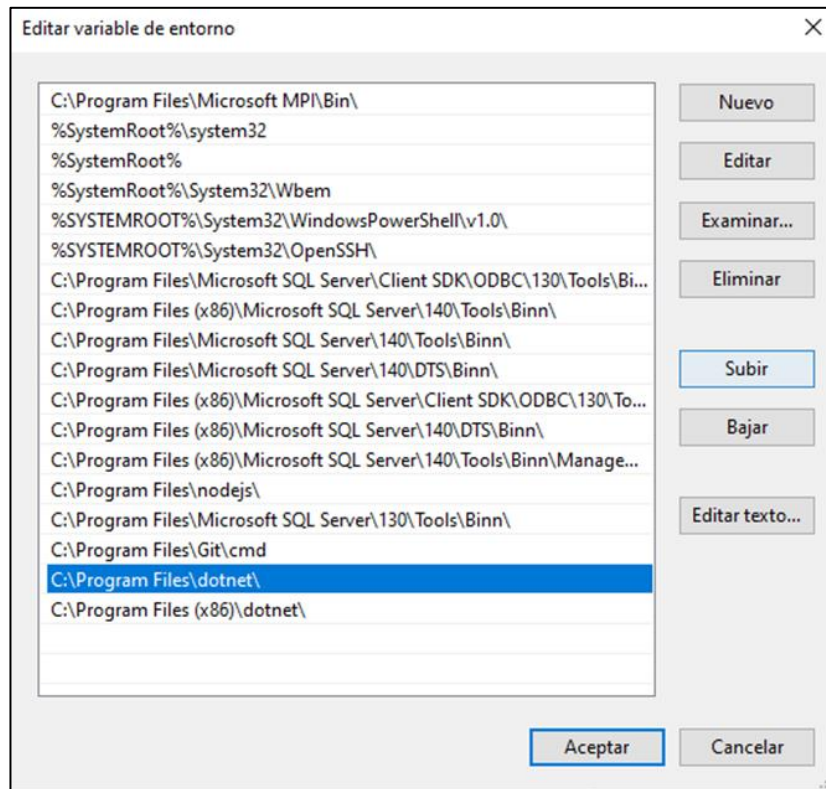 Editar variable de entorno
C:\Program Files\Microsoft MPI\Bin\
%SystemRoot%\system32
%SystemRoot%
%SystemRoot%\System32\Wbem
%SYSTEMROOT%\System32\WindowsPowerShell\v1.0\
%SYSTEMROOT%\System32\OpenSSH\
C:\Program Files\Microsoft SQL Server\Client SDK\ODBC\130\Tools\Bi...
C:\Program Files (x86)\Microsoft SQL Server\140\Tools\Binn\
C:\Program Files\Microsoft SQL Server\140\Tools\Binn\
C:\Program Files\Microsoft SQL Server\140\DTS\Binn\
C:\Program Files (x86)\Microsoft SQL Server\Client SDK\ODBC\130\To...
C:\Program Files (x86)\Microsoft SQL Server\140\DTS\Binn\
C:\Program Files (x86)\Microsoft SQL Server\140\Tools\Binn\Manage...
C:\Program Files\nodejs\
C:\Program Files\Microsoft SQL Server\130\Tools\Binn\
C:\Program Files\Git\cmd
C:\Program Files\dotnet\
C:\Program Files (x86)\dotnet\
Nuevo
Editar
Examinar...
Eliminar
Subir
Bajar
Editar texto...
Aceptar
Cancelar